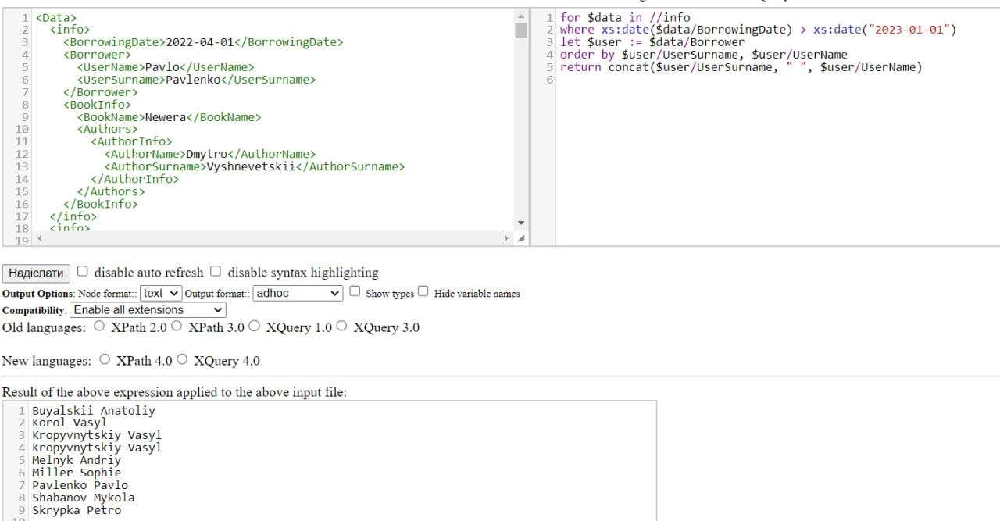 1 <Data>
2 <info>
3 <BorrowingDate>2022-04-01</BorrowingDate>
4 <Borrower>
5 <UserName>Pavlo</UserName>
6 <UserSurname>Pavlenko</UserSurname>
7 </Borrower>
8 <BookInfo>
9 <BookName>Newera</BookName>
10 <Authors>
11 <AuthorInfo>
12 <AuthorName>Dmytro</AuthorName>
13 <AuthorSurname>Vyshnevetskii</AuthorSurname>
14 </AuthorInfo>
15 </Authors>
16 </BookInfo>
17 </info>
18 <info>
19
1 for $data in //info
2 where xs:date($data/BorrowingDate) > xs:date("2023-01-01")
3 let $user := $data/Borrower
4 order by $user/UserSurname, $user/UserName
5 return concat($user/UserSurname, " ", $user/UserName)
6
Надіслати disable auto refresh disable syntax highlighting
Output Options: Node format:: text Output format:: adhoc Show types Hide variable names
Compatibility: Enable all extensions
Old languages: XPath 2.0 XPath 3.0 XQuery 1.0 XQuery 3.0
New languages: XPath 4.0 XQuery 4.0
Result of the above expression applied to the above input file:
1 Buyalskii Anatoliy
2 Korol Vasyl
3 Kropyvnytskiy Vasyl
4 Kropyvnytskiy Vasyl
5 Melnyk Andriy
6 Miller Sophie
7 Pavlenko Pavlo
8 Shabanov Mykola
9 Skrypka Petro
10